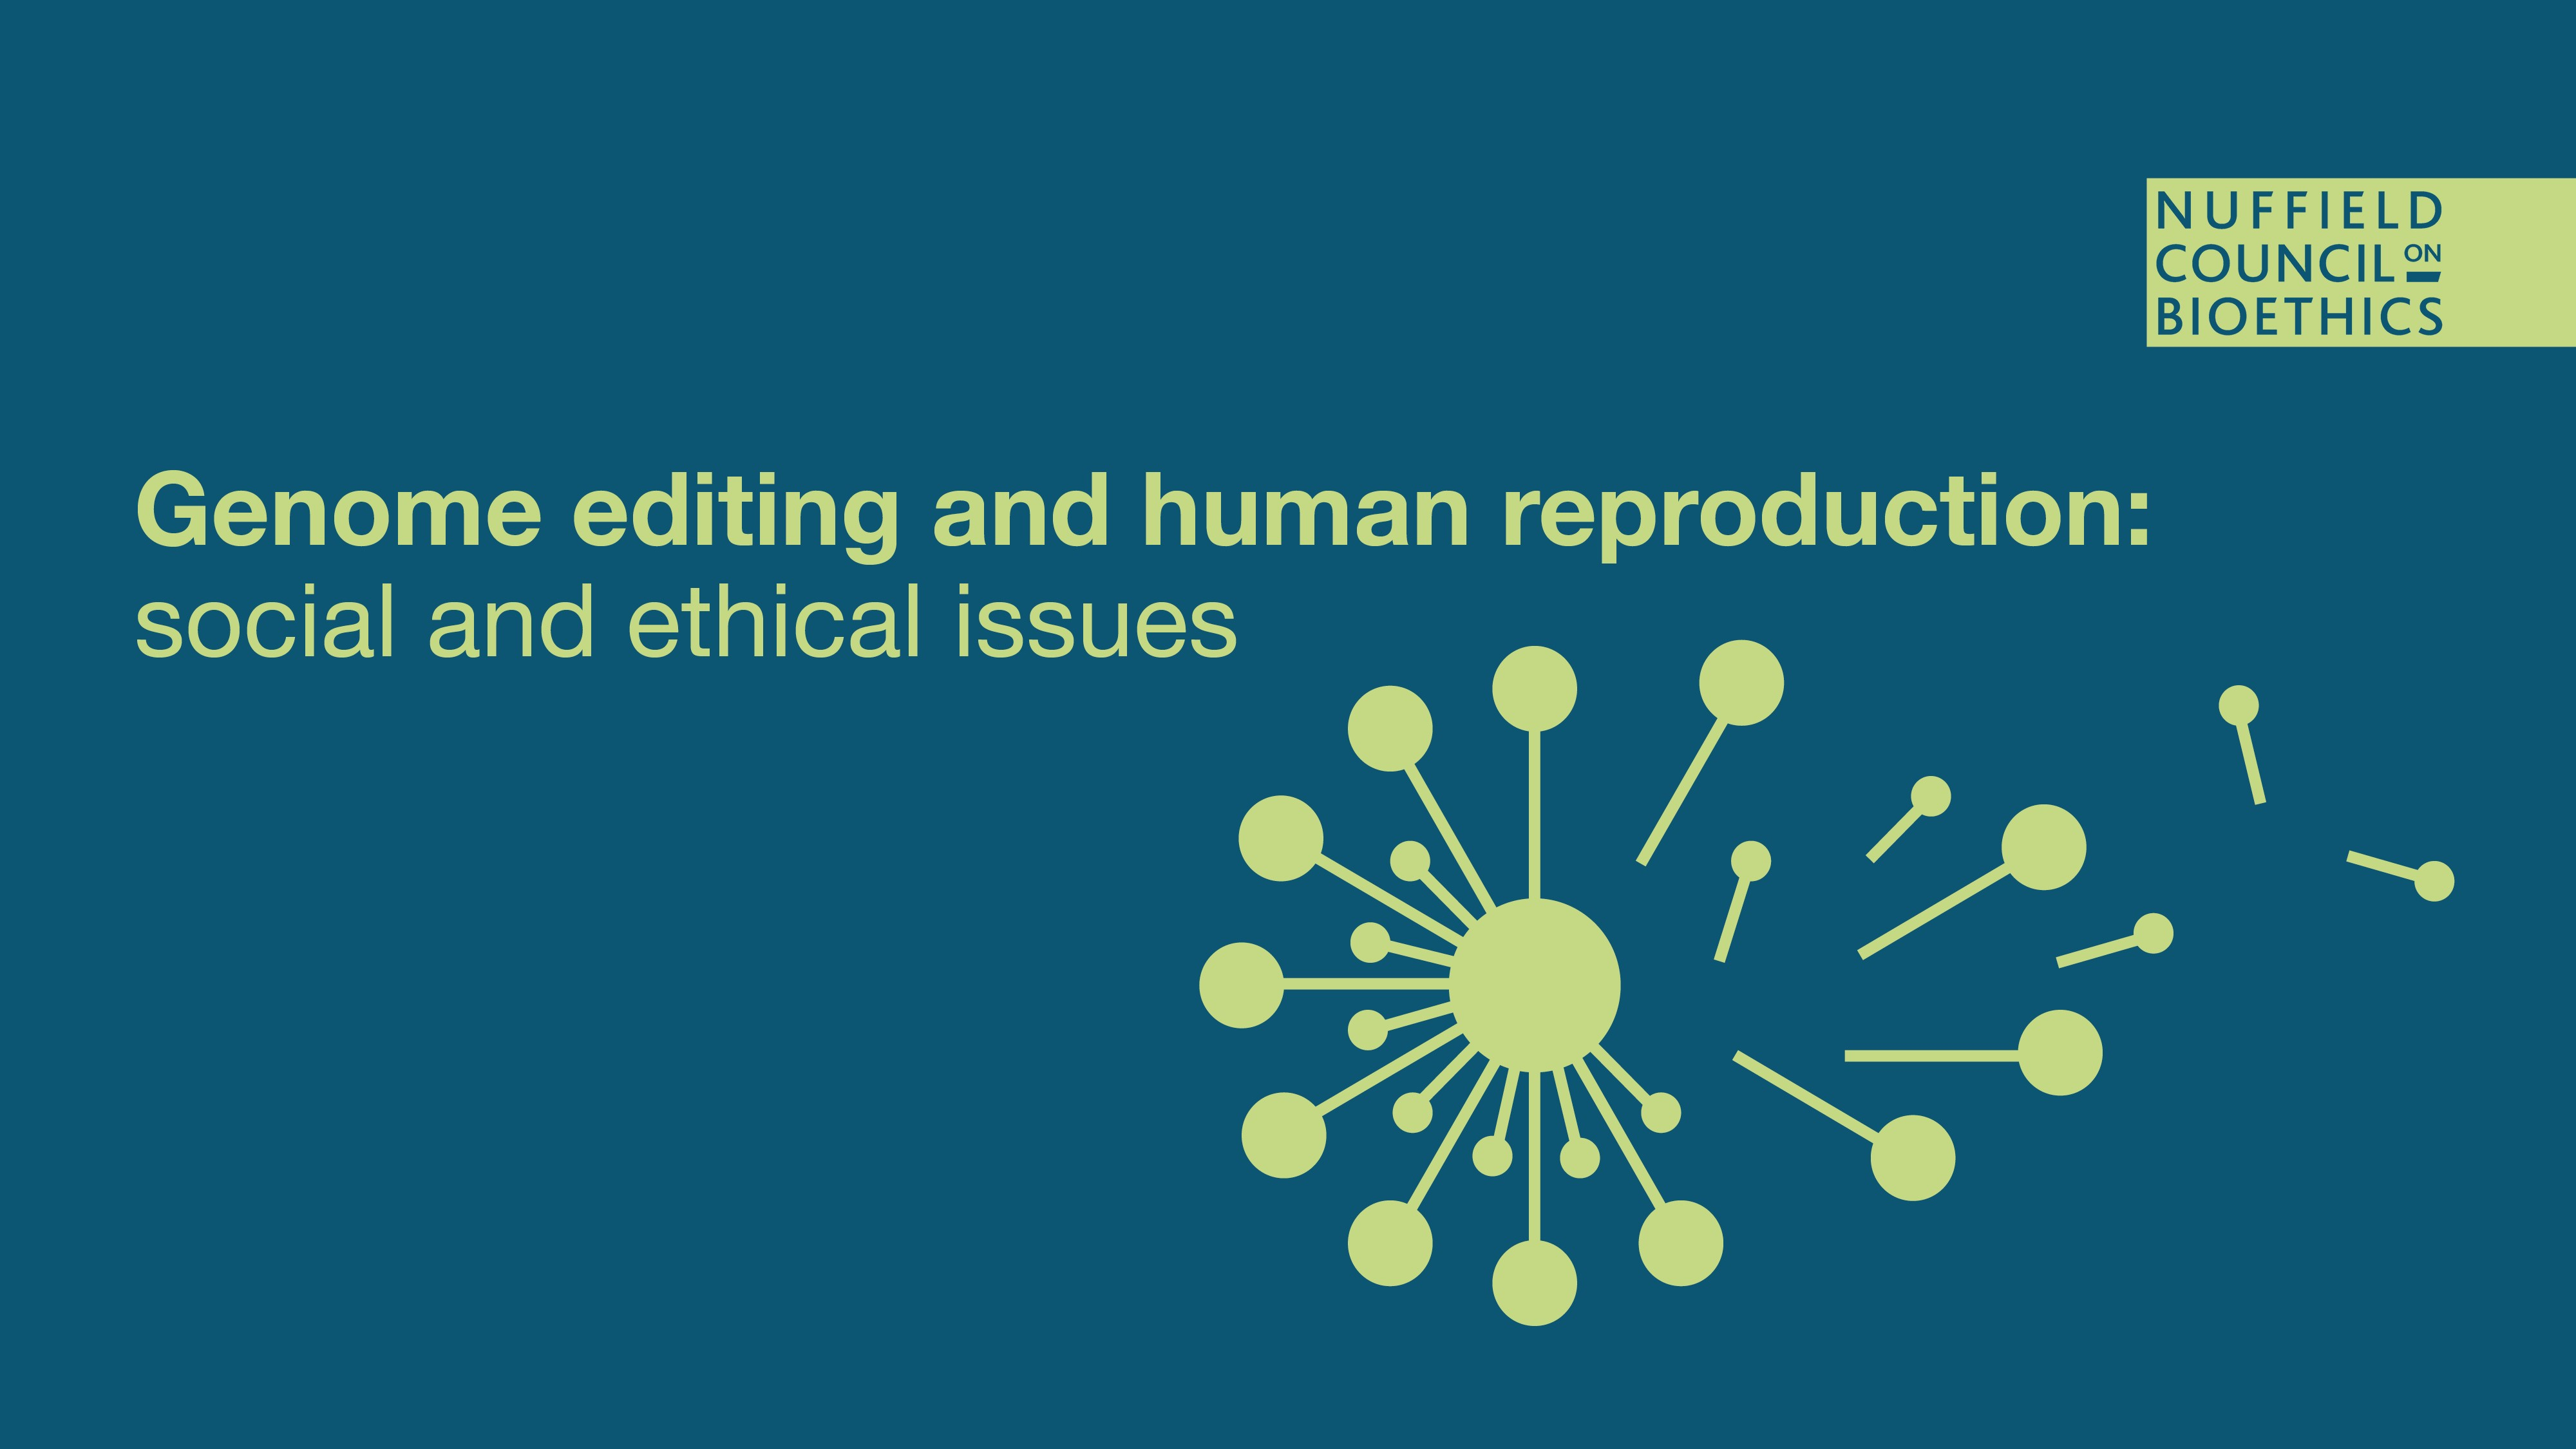 NUFFIELD
COUNCIL ON
BIOETHICS
Genome editing and human reproduction:
social and ethical issues